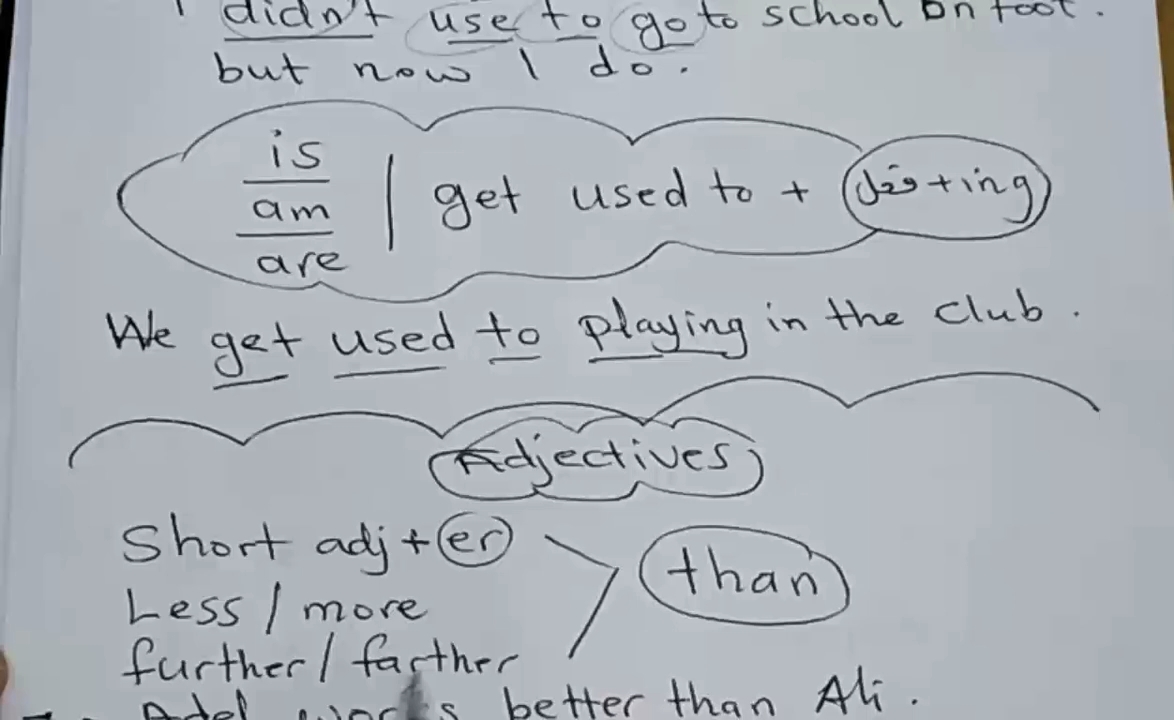 I didn't use to go to school on foot.
but now I do.
is
am
are
get used to + (فعل + ing)
We get used to playing in the club.
Adjectives
Short adj + er
Less / more
further / farther
than
Adel works better than Ali.